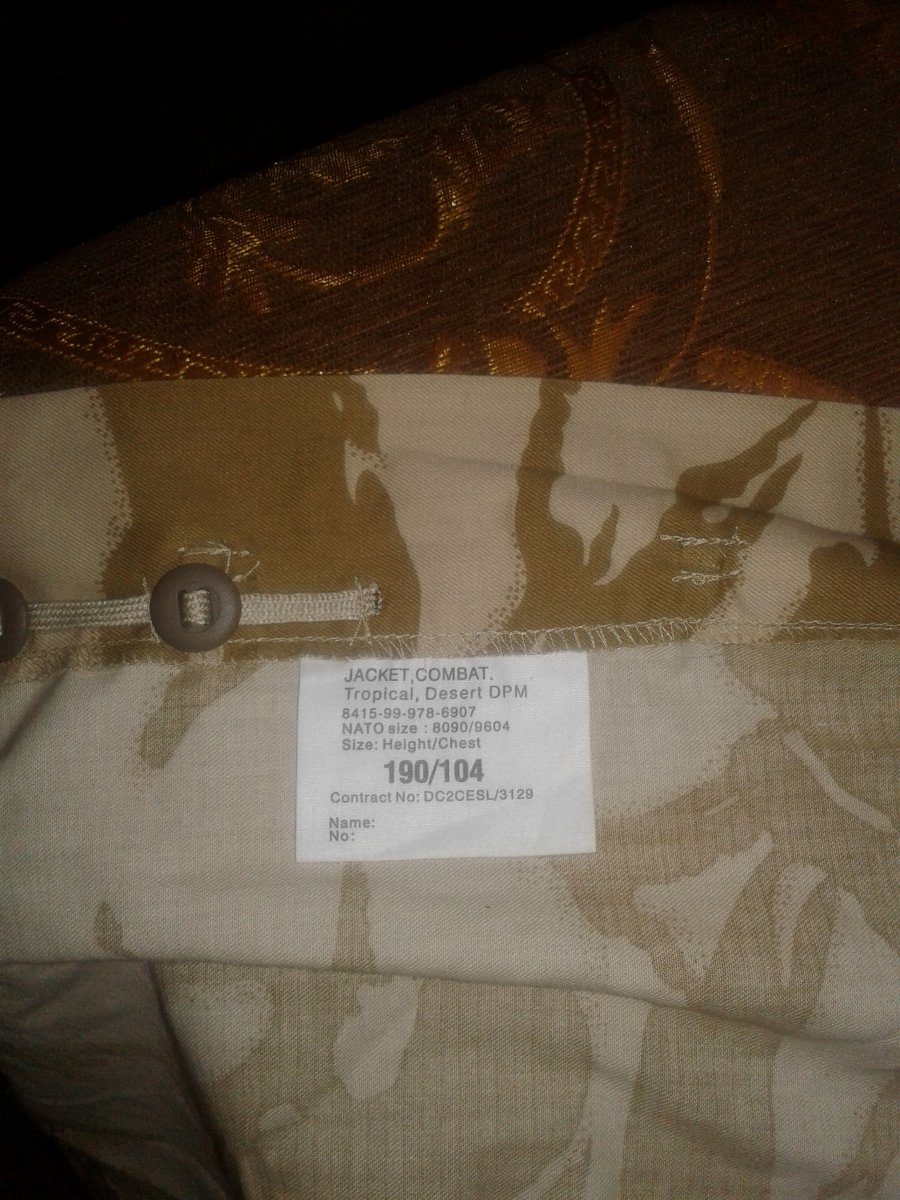 JACKET,COMBAT.
Tropical, Desert DPM
8415-99-978-6907
NATO size : 8090/9604
Size: Height/Chest
190/104
Contract No: DC2CESL/3129
Name:
No: